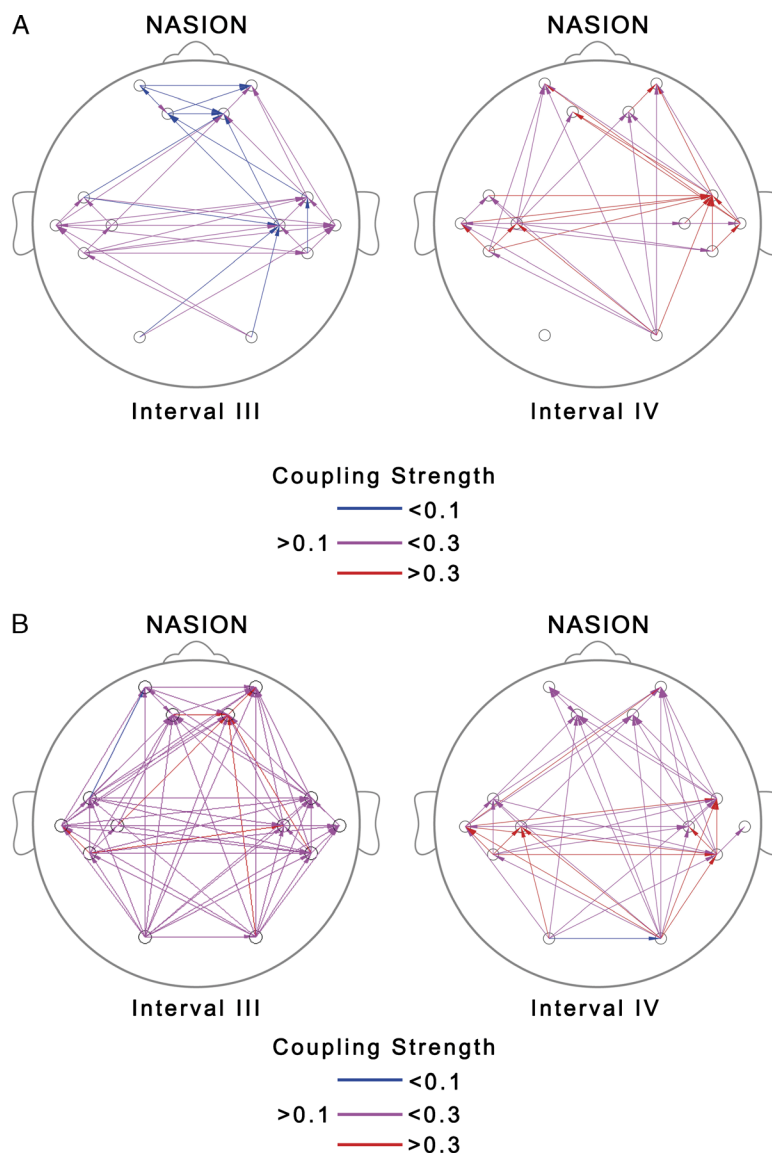 A
NASION NASION
Interval III Interval IV
Coupling Strength
<0.1
>0.1 <0.3
>0.3
B
NASION NASION
Interval III Interval IV
Coupling Strength
<0.1
>0.1 <0.3
>0.3